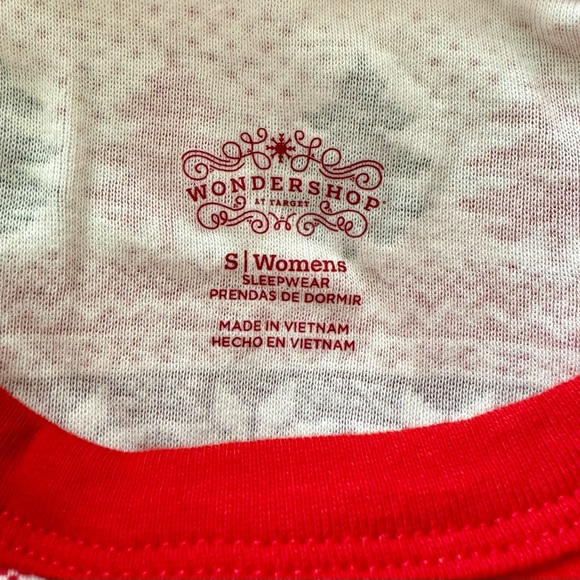 WONDERSHOP®
AT TARGET
S | Womens
SLEEPWEAR
PRENDAS DE DORMIR
MADE IN VIETNAM
HECHO EN VIETNAM